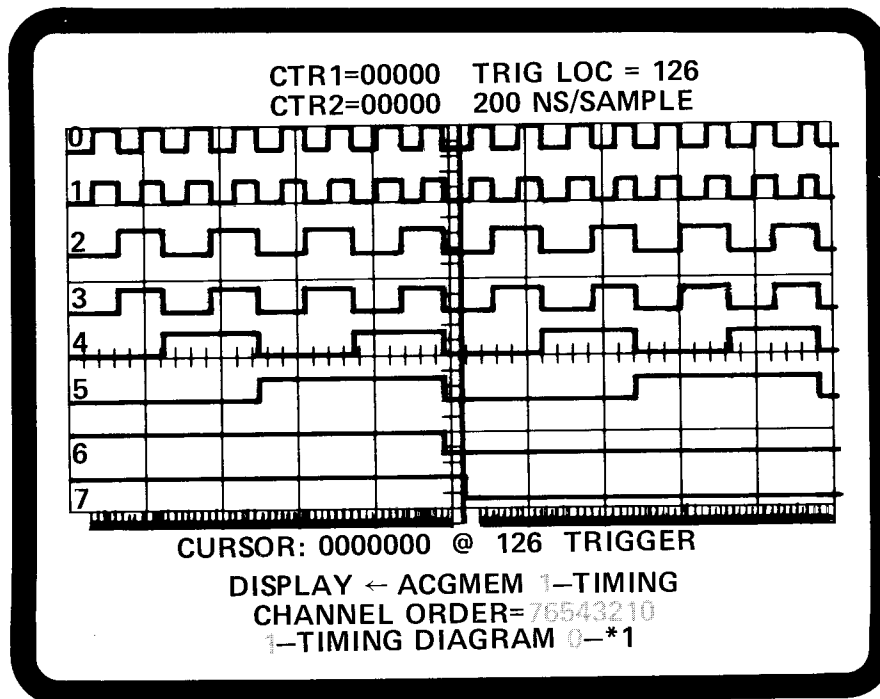 CTR1=00000 TRIG LOC = 126
CTR2=00000 200 NS/SAMPLE
0
1
2
3
4
5
6
7
CURSOR: 0000000 @ 126 TRIGGER
DISPLAY ← ACGMEM 1–TIMING
CHANNEL ORDER=76543210
1–TIMING DIAGRAM 0–*1